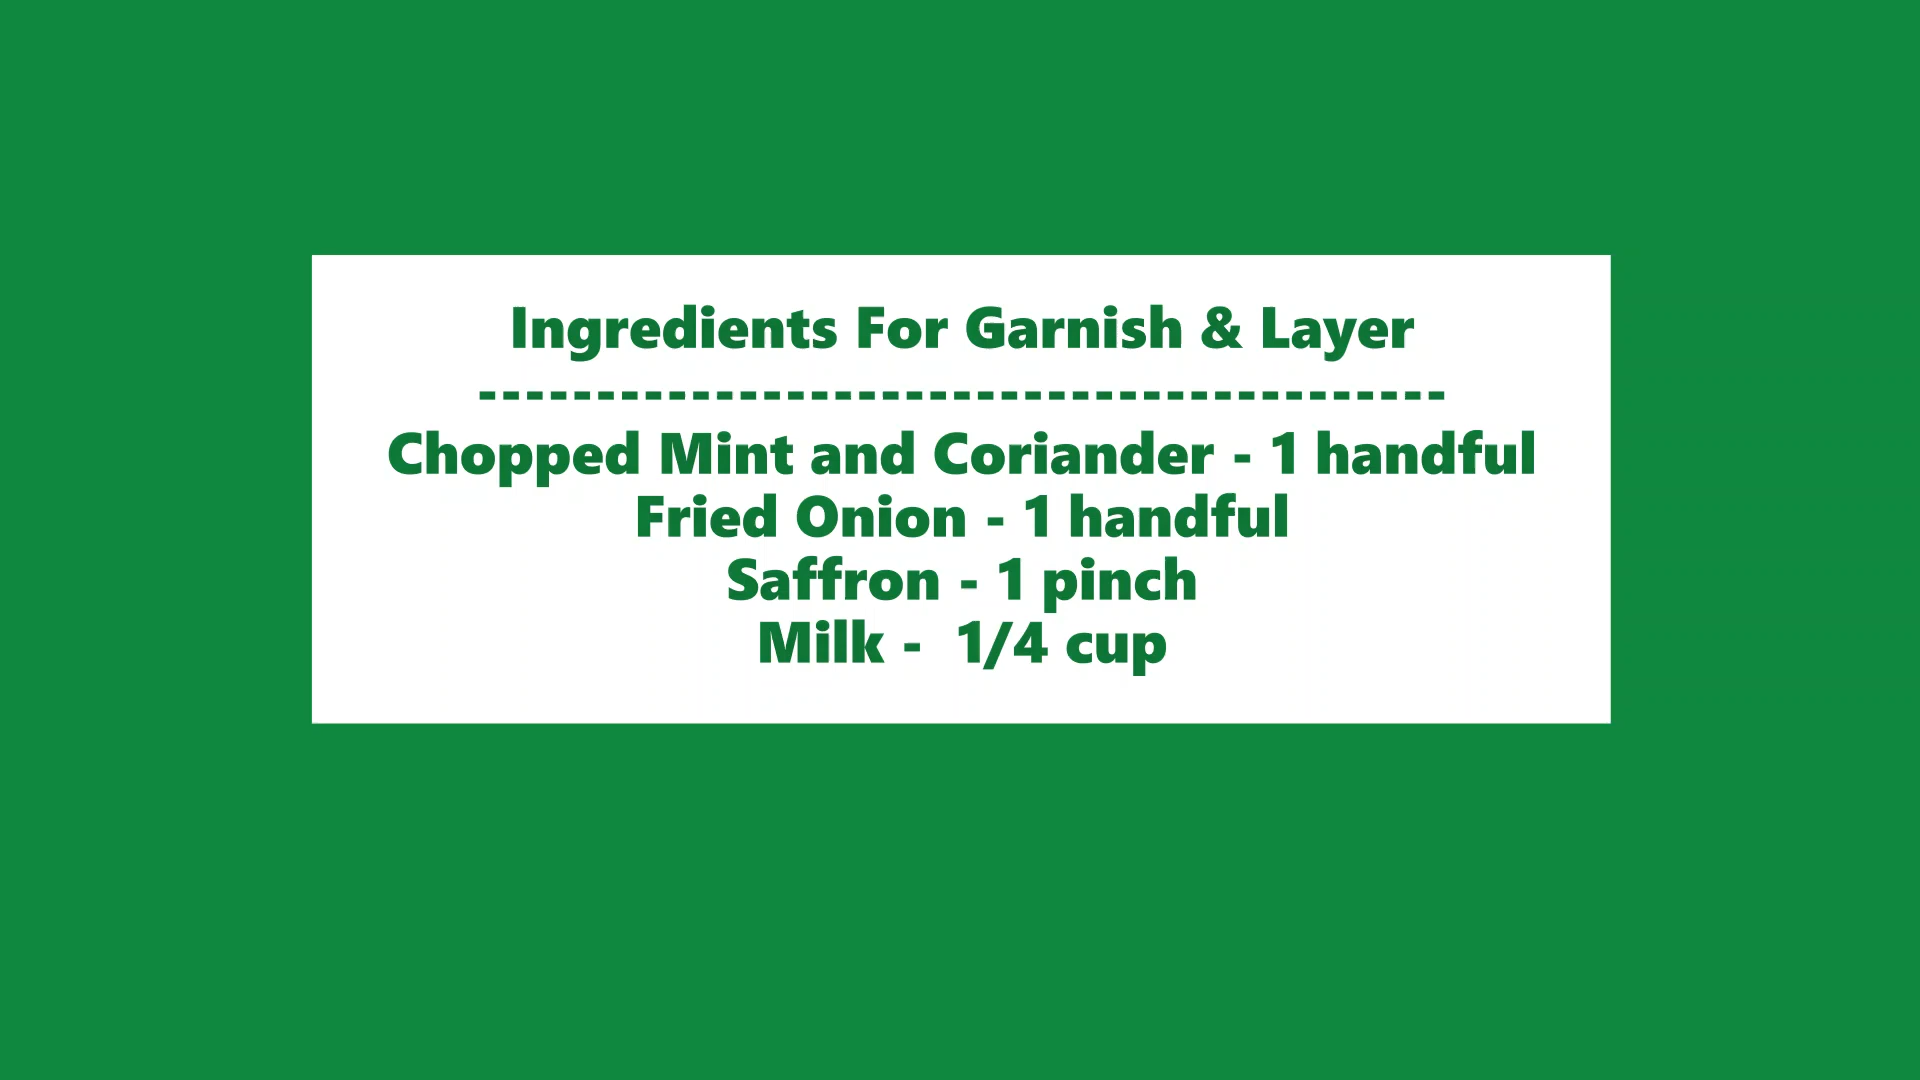 Ingredients For Garnish & Layer
-----------------------------------------
Chopped Mint and Coriander - 1 handful
Fried Onion - 1 handful
Saffron - 1 pinch
Milk -  1/4 cup